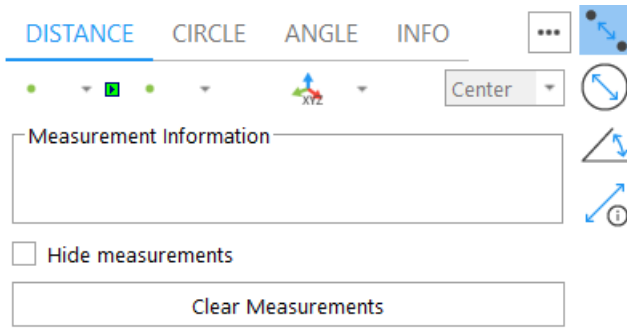 DISTANCE CIRCLE ANGLE INFO ...
XYZ Center
Measurement Information
Hide measurements
Clear Measurements